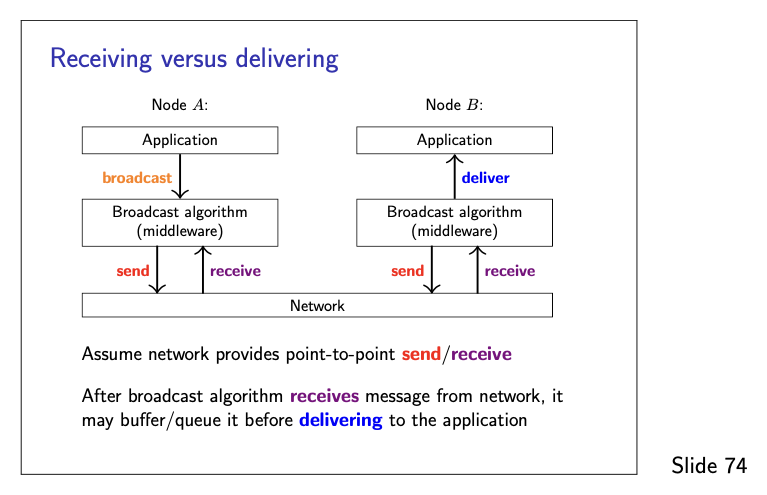 Receiving versus delivering
Node A:
Node B:
Application
Application
broadcast
deliver
Broadcast algorithm
(middleware)
Broadcast algorithm
(middleware)
send
receive
send
receive
Network
Assume network provides point-to-point send/receive
After broadcast algorithm receives message from network, it
may buffer/queue it before delivering to the application
Slide 74